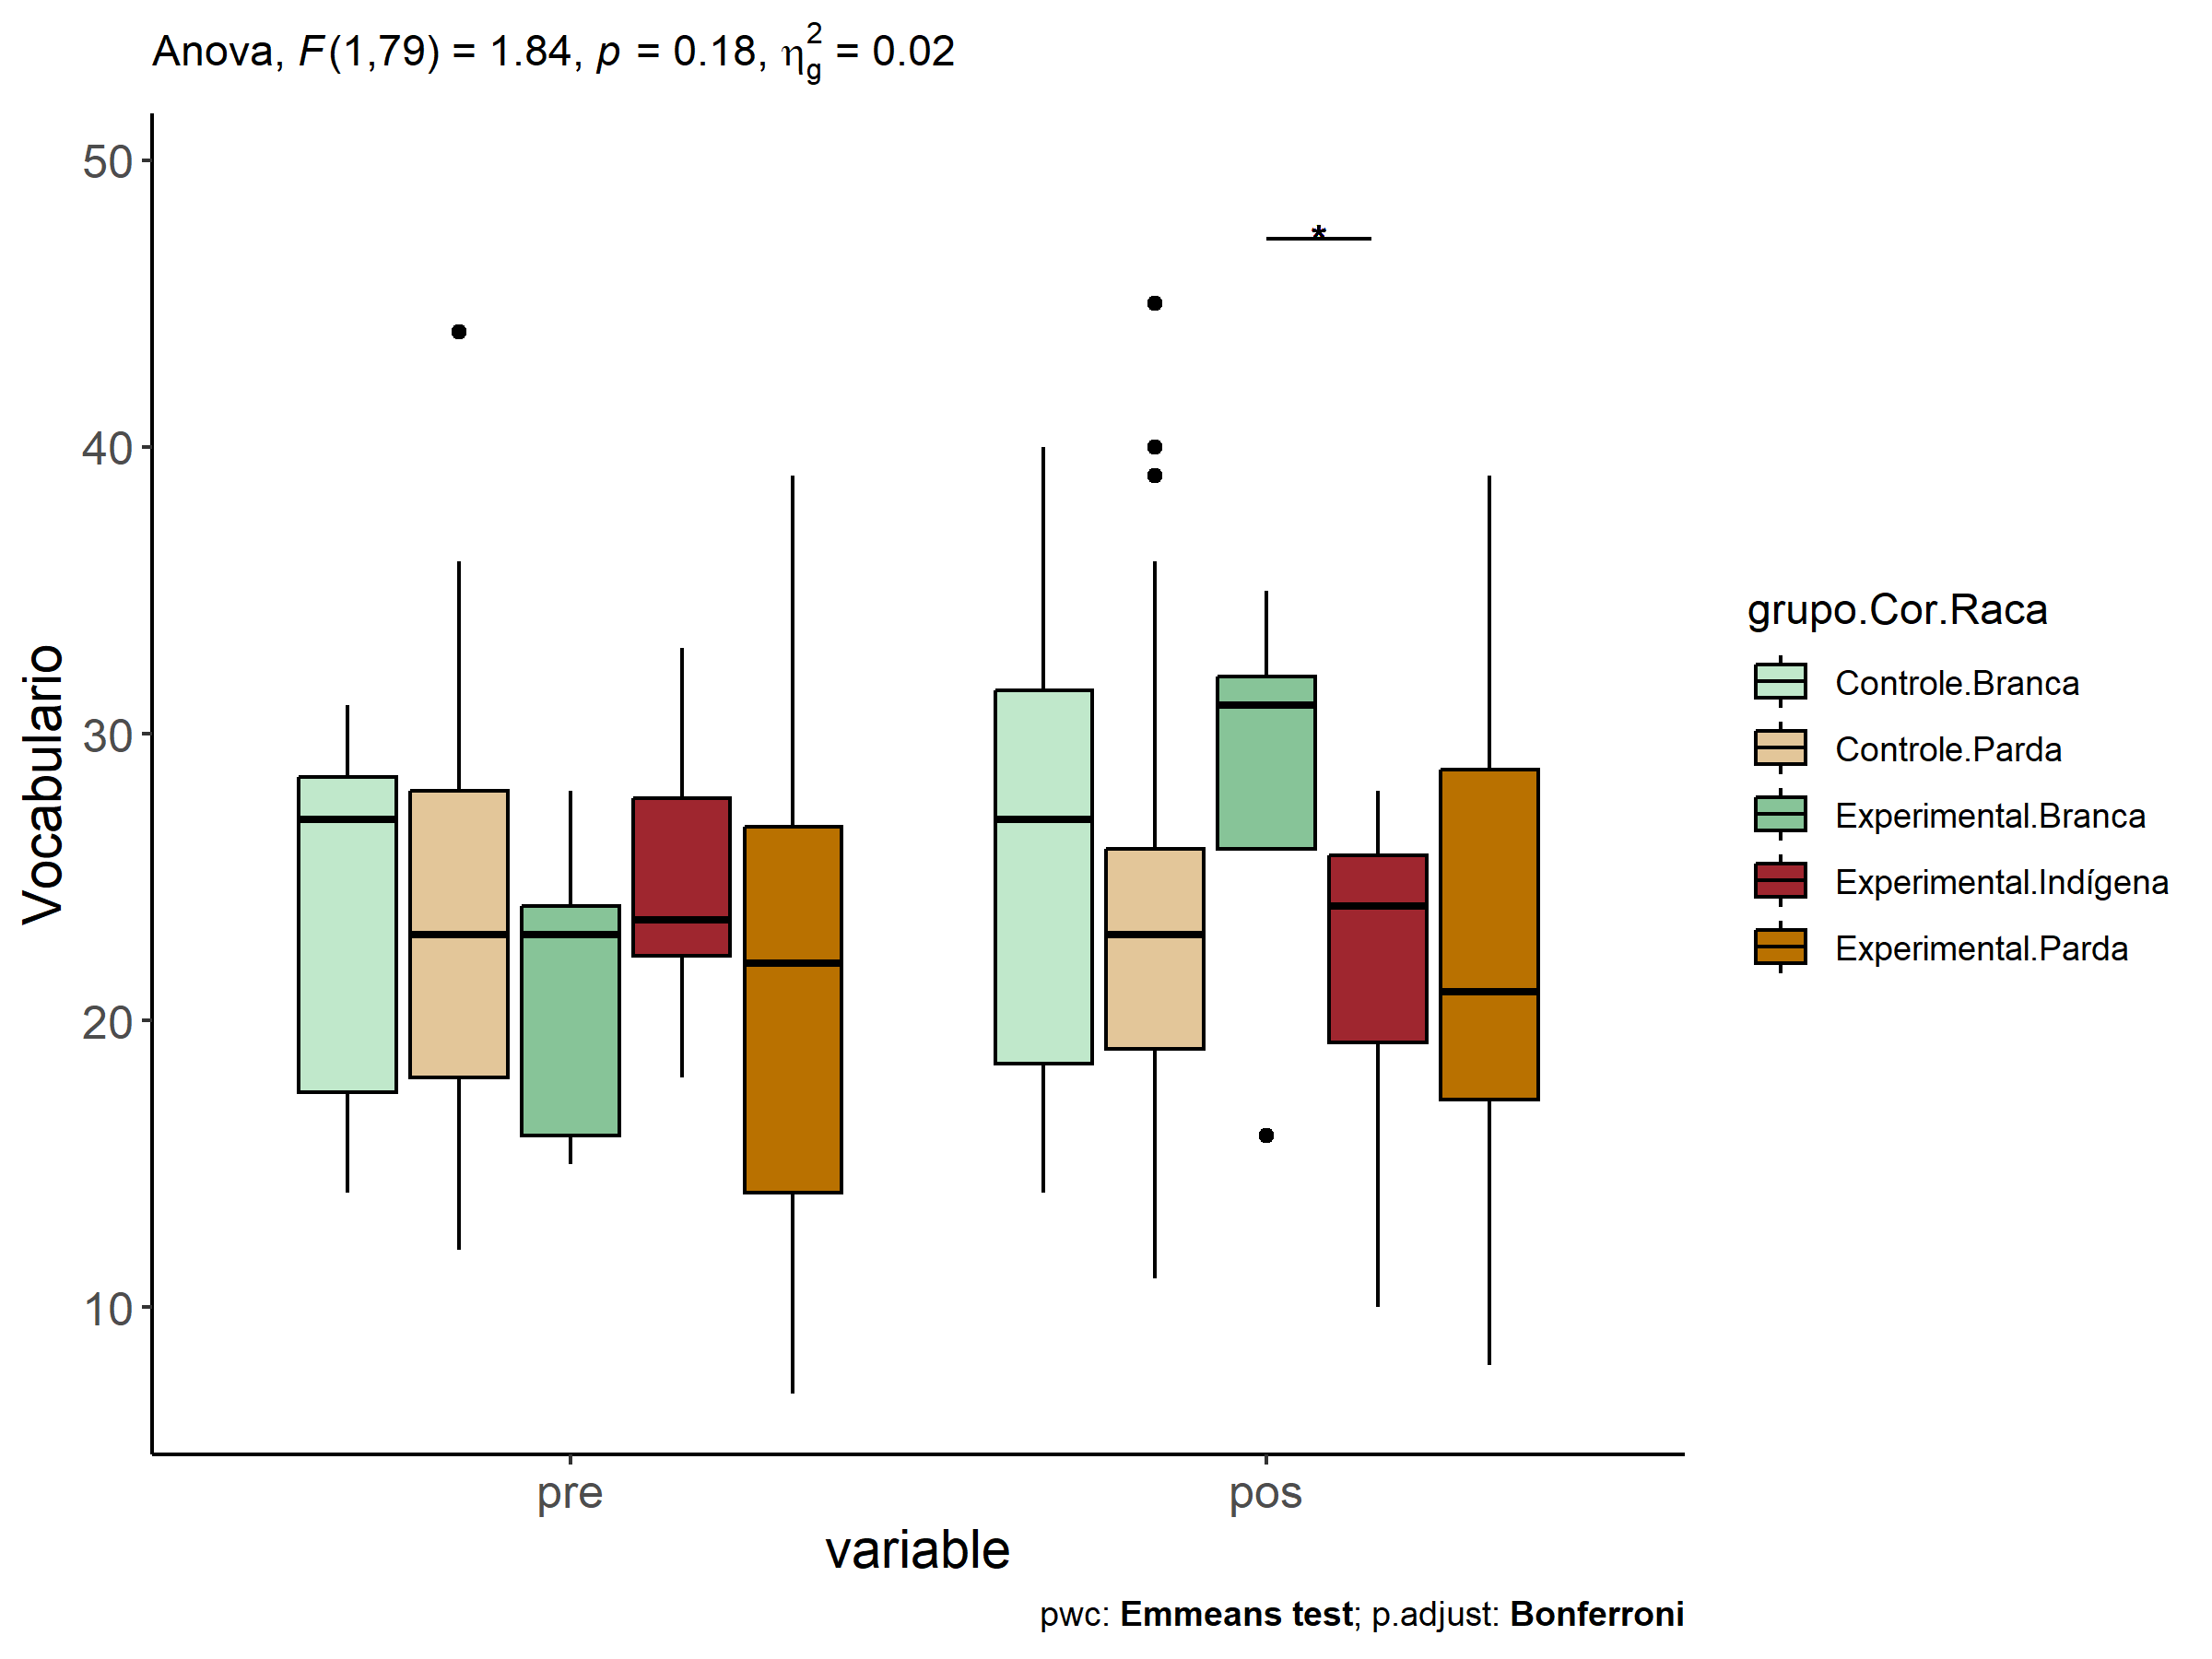 Anova, F(1,79) = 1.84, p = 0.18, η²g = 0.02
50
40
30
20
10
*
Vocabulario
pre
pos
variable
grupo.Cor.Raca
Controle.Branca
Controle.Parda
Experimental.Branca
Experimental.Indígena
Experimental.Parda
pwc: Emmeans test; p.adjust: Bonferroni